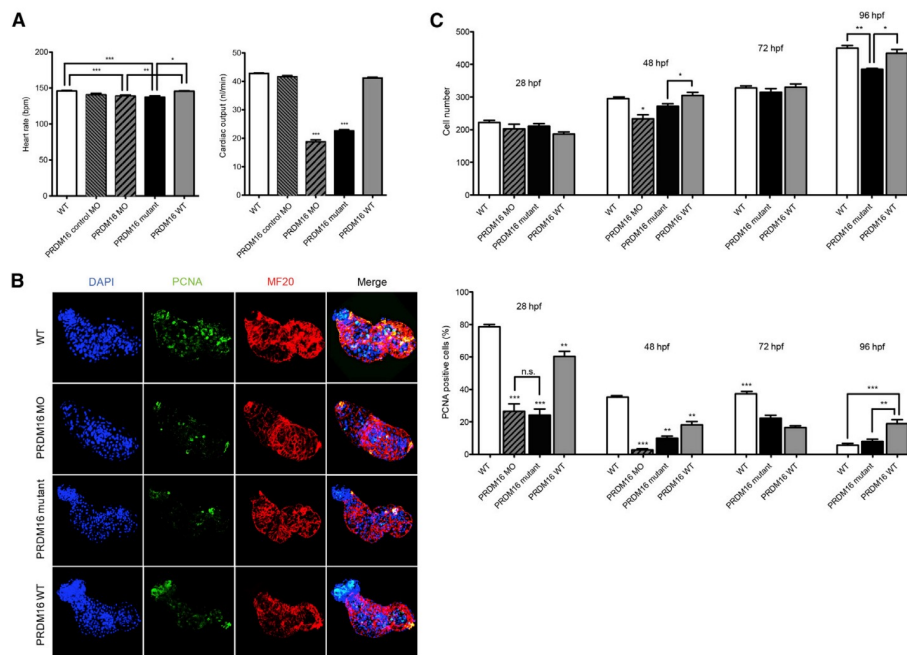 A
Heart rate (bpm)
200
150
100
50
0
***
*
***
**
WT
PRDM16 control MO
PRDM16 MO
PRDM16 mutant
PRDM16 WT
Cardiac output (nl/min)
50
40
30
20
10
0
***
***
WT
PRDM16 control MO
PRDM16 MO
PRDM16 mutant
PRDM16 WT
B
DAPI PCNA MF20 Merge
WT
PRDM16 MO
PRDM16 mutant
PRDM16 WT
C
Cell number
500
400
300
200
100
0
28 hpf
48 hpf
72 hpf
96 hpf
*
*
** *
WT
PRDM16 MO
PRDM16 mutant
PRDM16 WT
WT
PRDM16 MO
PRDM16 mutant
PRDM16 WT
WT
PRDM16 mutant
PRDM16 WT
WT
PRDM16 mutant
PRDM16 WT
PCNA positive cells (%)
100
80
60
40
20
0
28 hpf
48 hpf
72 hpf
96 hpf
n.s.
*** *** **
*** ** **
***
***
**
WT
PRDM16 MO
PRDM16 mutant
PRDM16 WT
WT
PRDM16 MO
PRDM16 mutant
PRDM16 WT
WT
PRDM16 mutant
PRDM16 WT
WT
PRDM16 mutant
PRDM16 WT